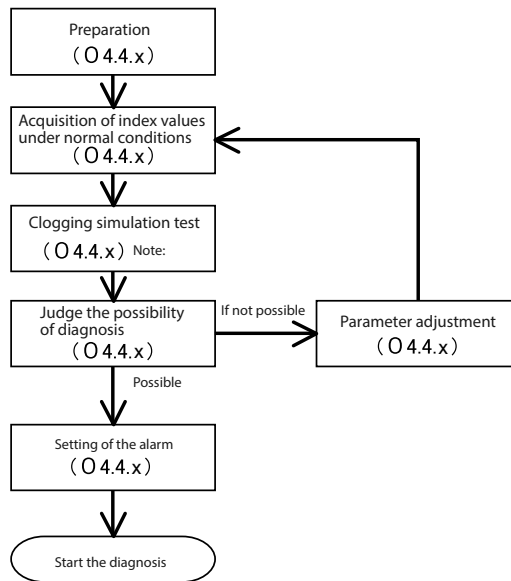 Preparation
( O 4.4.x )
Acquisition of index values
under normal conditions
( O 4.4.x )
Clogging simulation test
( O 4.4.x ) Note:
Judge the possibility
of diagnosis
( O 4.4.x )
If not possible
Parameter adjustment
( O 4.4.x )
Possible
Setting of the alarm
( O 4.4.x )
Start the diagnosis